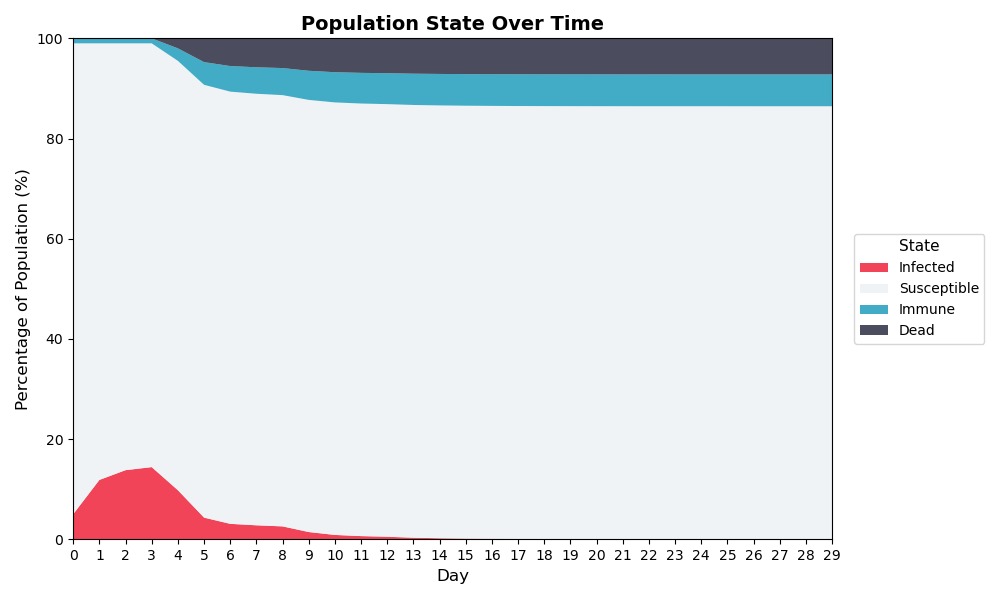 Population State Over Time
Percentage of Population (%)
100
80
60
40
20
0
0 1 2 3 4 5 6 7 8 9 10 11 12 13 14 15 16 17 18 19 20 21 22 23 24 25 26 27 28 29
Day
State
Infected
Susceptible
Immune
Dead